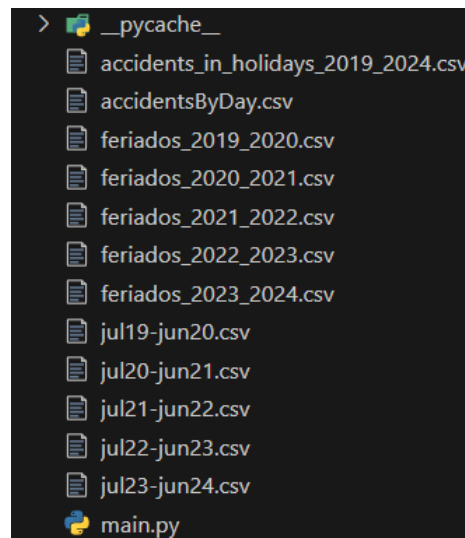 __pycache__
accidents_in_holidays_2019_2024.csv
accidentsByDay.csv
feriados_2019_2020.csv
feriados_2020_2021.csv
feriados_2021_2022.csv
feriados_2022_2023.csv
feriados_2023_2024.csv
jul19-jun20.csv
jul20-jun21.csv
jul21-jun22.csv
jul22-jun23.csv
jul23-jun24.csv
main.py